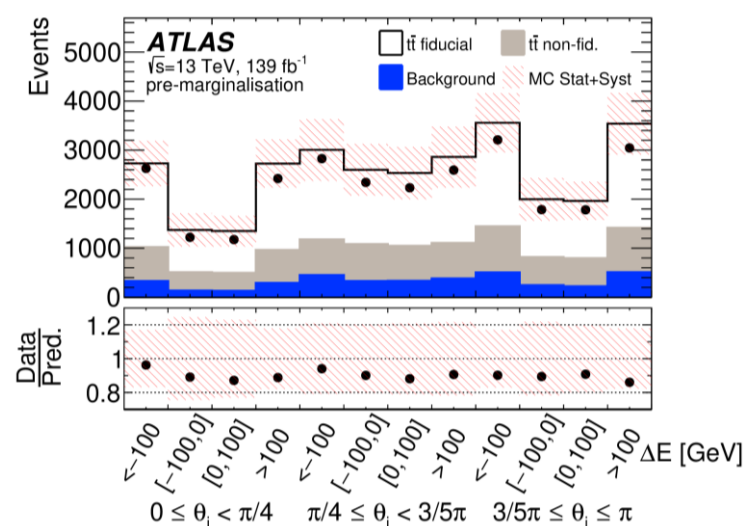 ATLAS
√s=13 TeV, 139 fb⁻¹
pre-marginalisation
tt̄ fiducial
tt̄ non-fid.
Background
MC Stat+Syst
Events
5000
4000
3000
2000
1000
0
Data
Pred.
1.2
1
0.8
<−100 [−100,0] [0,100] >100 <−100 [−100,0] [0,100] >100 <−100 [−100,0] [0,100] >100 ΔE [GeV]
0 ≤ θⱼ < π/4 π/4 ≤ θⱼ < 3/5π 3/5π ≤ θⱼ ≤ π